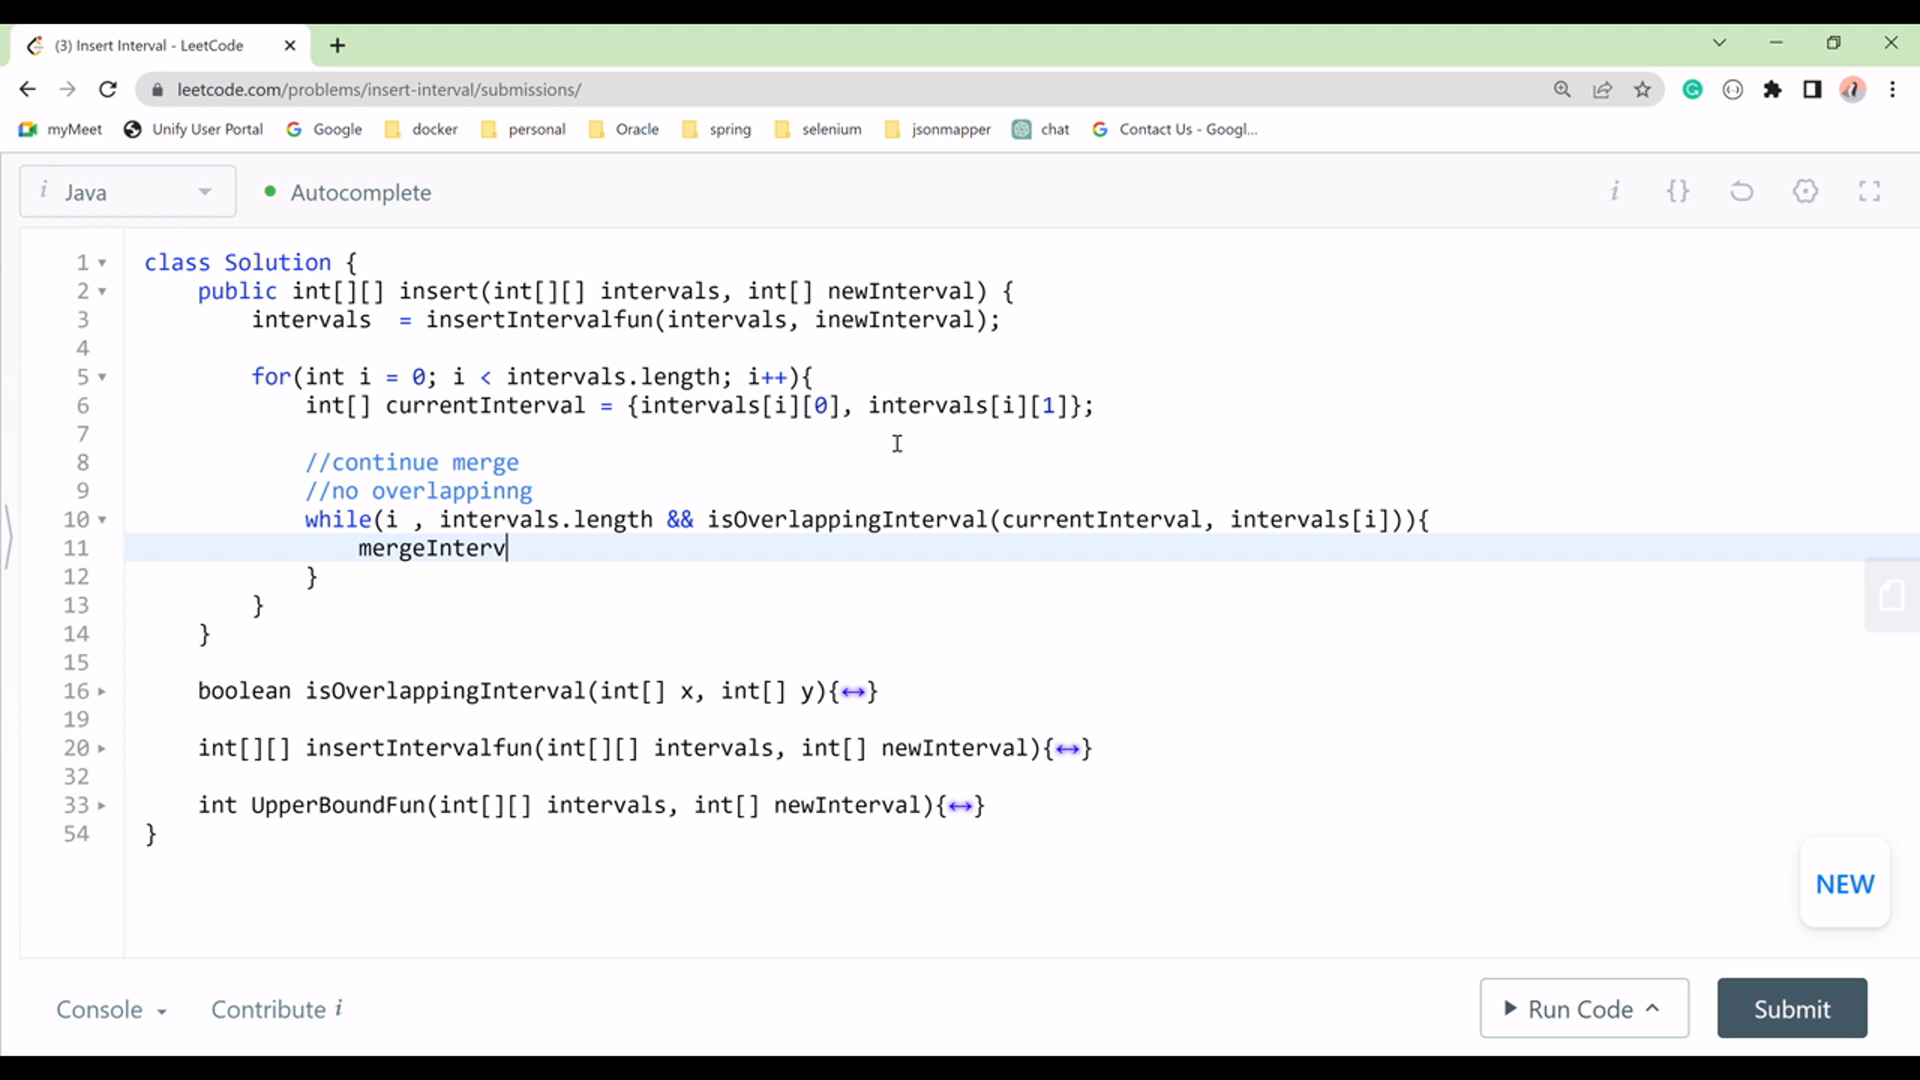 (3) Insert Interval - LeetCode
leetcode.com/problems/insert-interval/submissions/
myMeet Unify User Portal Google docker personal Oracle spring selenium jsonmapper chat Contact Us - Googl...
i Java Autocomplete i {}
1 class Solution {
2 public int[][] insert(int[][] intervals, int[] newInterval) {
3 intervals = insertIntervalfun(intervals, inewInterval);
4
5 for(int i = 0; i < intervals.length; i++){
6 int[] currentInterval = {intervals[i][0], intervals[i][1]};
7
8 //continue merge
9 //no overlappinng
10 while(i , intervals.length && isOverlappingInterval(currentInterval, intervals[i])){
11 mergeInterv
12 }
13 }
14 }
15
16 boolean isOverlappingInterval(int[] x, int[] y){↔}
19
20 int[][] insertIntervalfun(int[][] intervals, int[] newInterval){↔}
32
33 int UpperBoundFun(int[][] intervals, int[] newInterval){↔}
54 }
NEW
Console Contribute i Run Code Submit